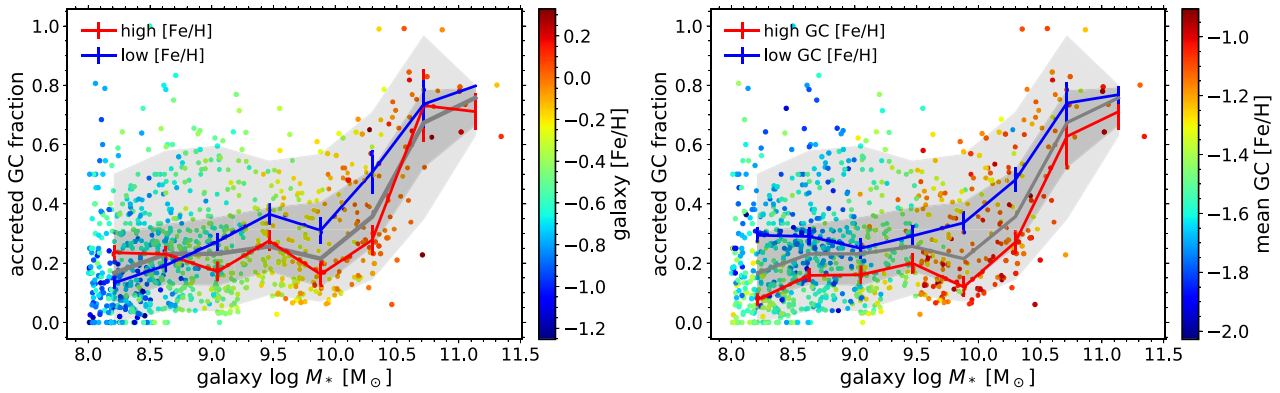 high [Fe/H]
low [Fe/H]
accreted GC fraction
1.0
0.8
0.6
0.4
0.2
0.0
8.0 8.5 9.0 9.5 10.0 10.5 11.0 11.5
galaxy log M* [M⊙]
0.2
0.0
−0.2
−0.4
−0.6
−0.8
−1.0
−1.2
galaxy [Fe/H]
high GC [Fe/H]
low GC [Fe/H]
accreted GC fraction
1.0
0.8
0.6
0.4
0.2
0.0
8.0 8.5 9.0 9.5 10.0 10.5 11.0 11.5
galaxy log M* [M⊙]
−1.0
−1.2
−1.4
−1.6
−1.8
−2.0
mean GC [Fe/H]